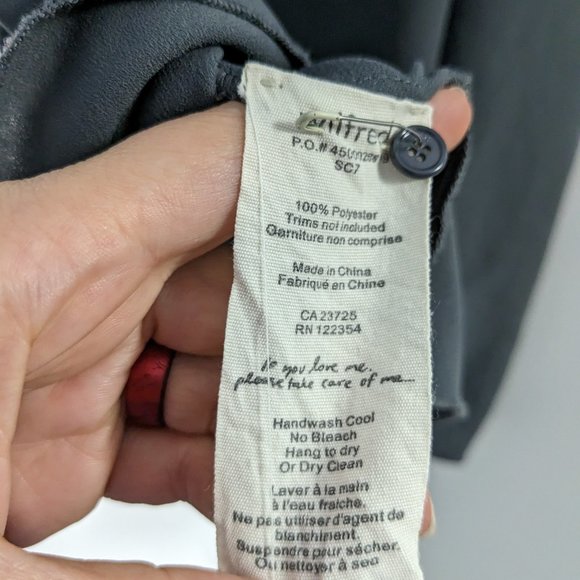 P.O.#
SC7
100% Polyester
Trims not included
Garniture non comprise
Made in China
Fabriqué en Chine
CA 23725
RN 122354
If you love me,
please take care of me...
Handwash Cool
No Bleach
Hang to dry
Or Dry Clean
Laver à la main
à l'eau fraîche,
Ne pas utiliser d'agent de
blanchiment.
Suspendre pour sécher.
Ou nettoyer à sec